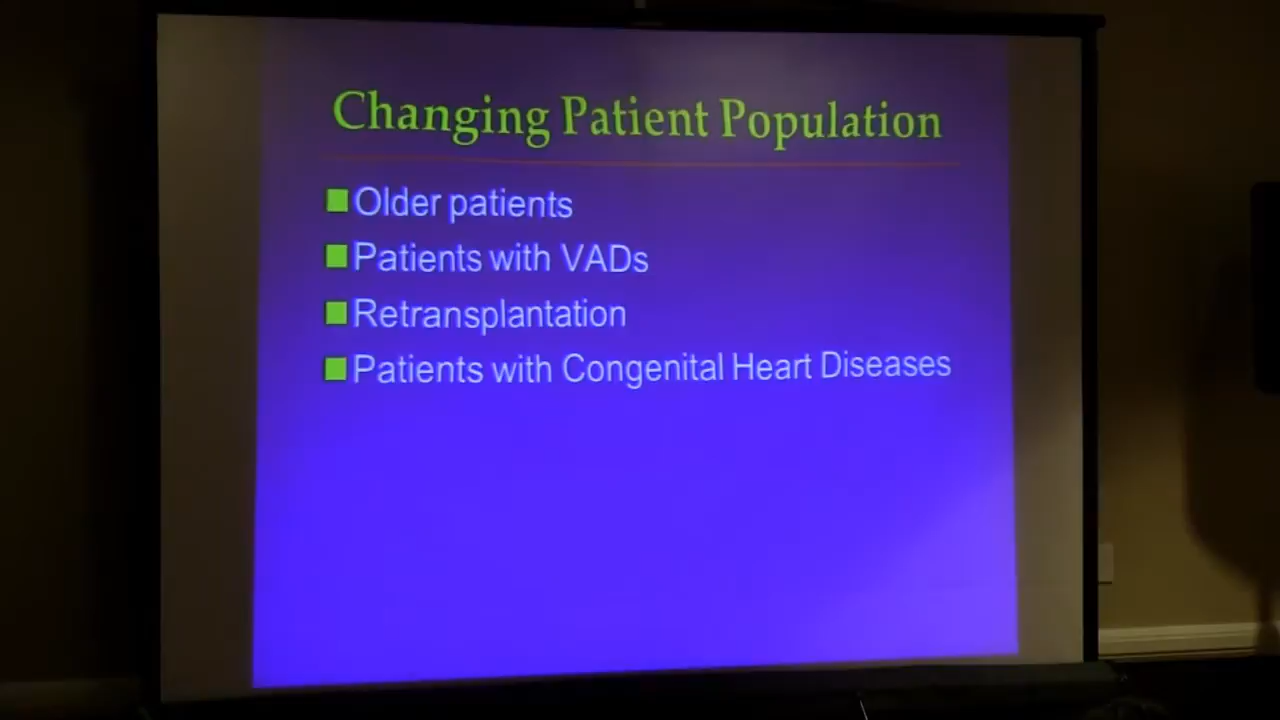 Changing Patient Population
Older patients
Patients with VADs
Retransplantation
Patients with Congenital Heart Diseases